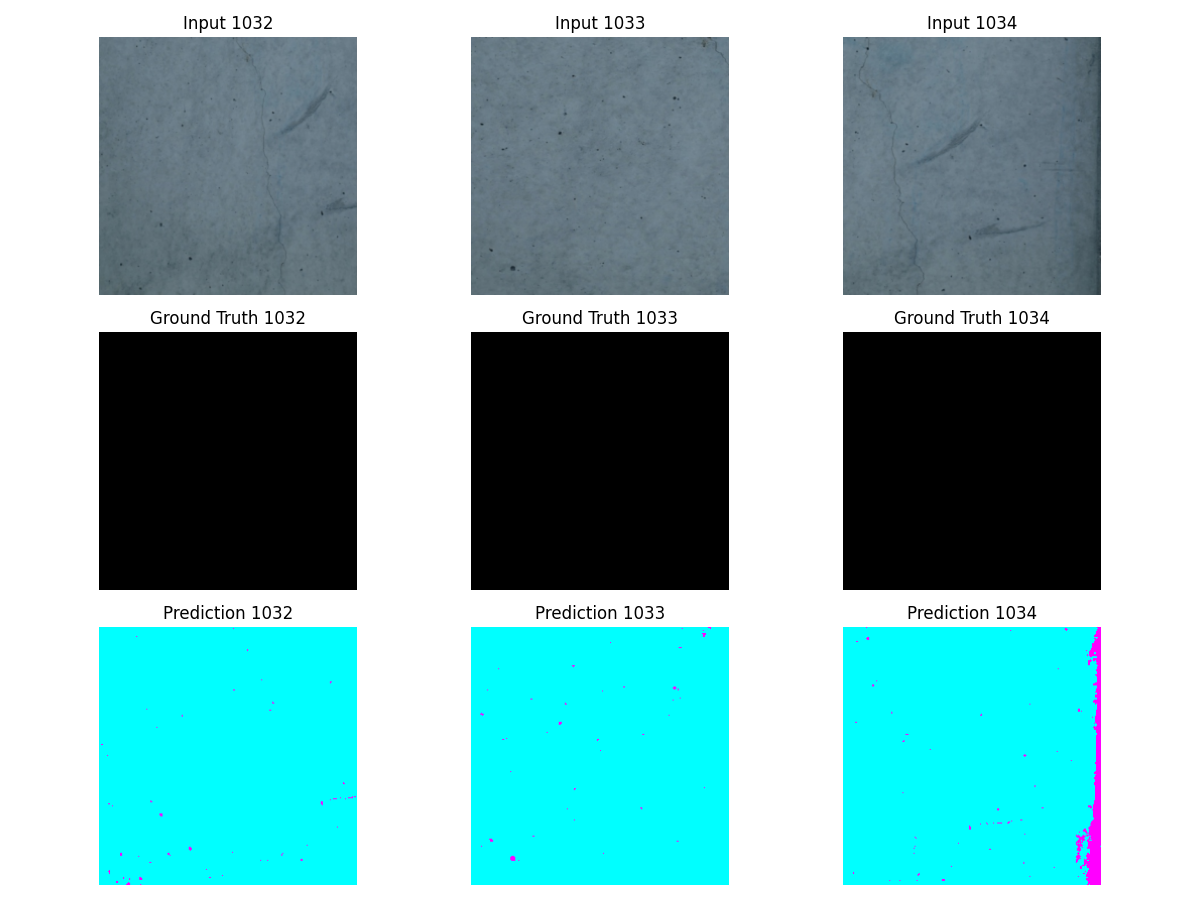 Input 1032
Input 1033
Input 1034
Ground Truth 1032
Ground Truth 1033
Ground Truth 1034
Prediction 1032
Prediction 1033
Prediction 1034